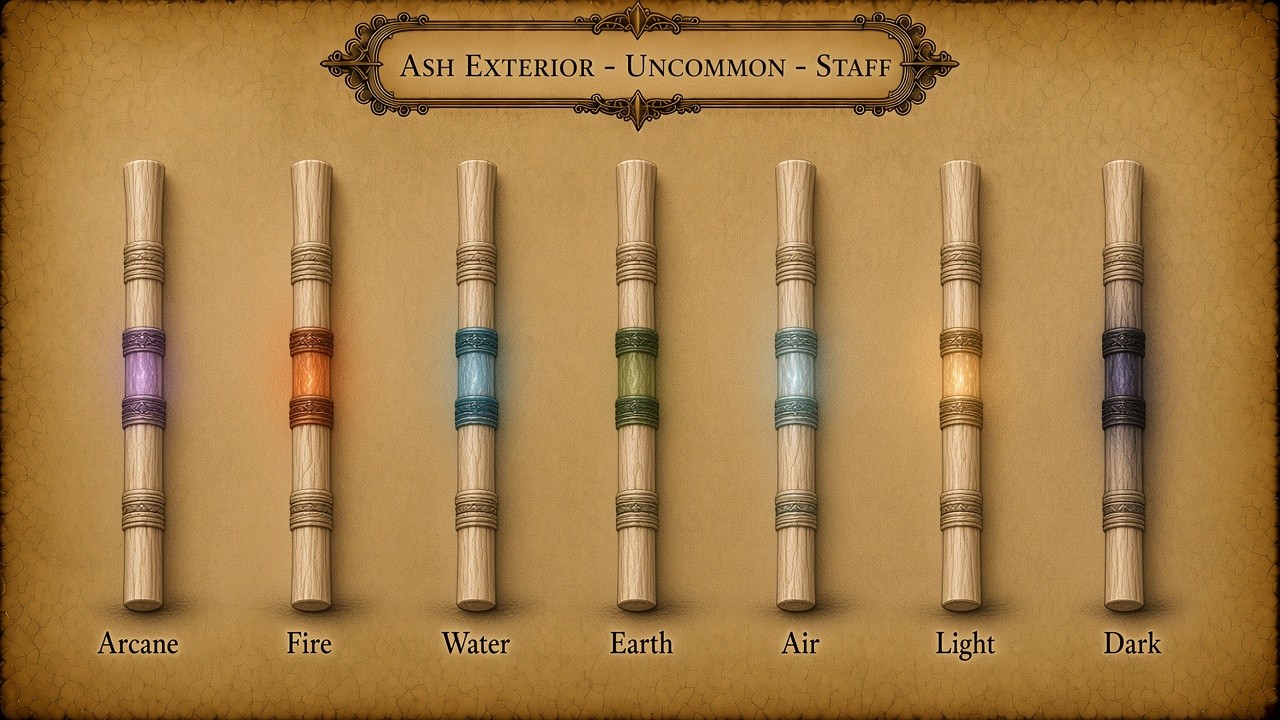 Ash Exterior - Uncommon - Staff
Arcane
Fire
Water
Earth
Air
Light
Dark